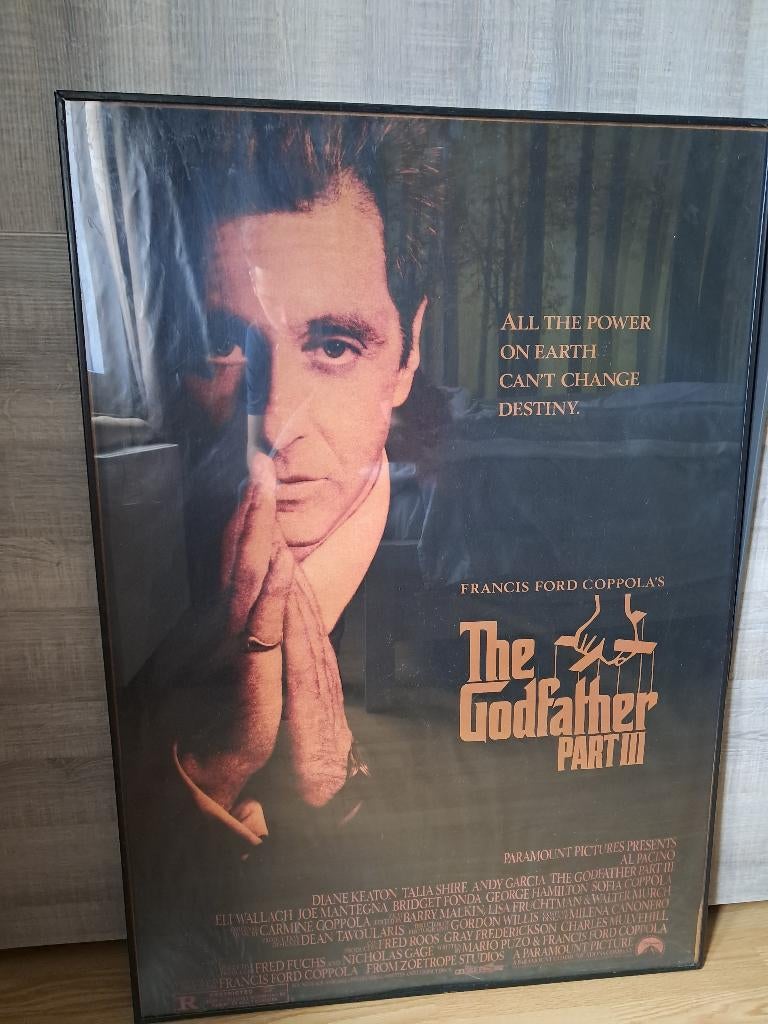 ALL THE POWER
ON EARTH
CAN'T CHANGE
DESTINY.
FRANCIS FORD COPPOLA'S
The
Godfather
PART III
PARAMOUNT PICTURES PRESENTS
AL PACINO
DIANE KEATON TALIA SHIRE ANDY GARCIA THE GODFATHER PART III
ELI WALLACH JOE MANTEGNA BRIDGET FONDA GEORGE HAMILTON SOFIA COPPOLA
CARMINE COPPOLA BARRY MALKIN, LISA FRUCHTMAN & WALTER MURCH
DEAN TAVOULARIS GORDON WILLIS MILENA CANONERO
FRED ROOS GRAY FREDERICKSON CHARLES MULVEHILL
FRED FUCHS AND NICHOLAS GAGE MARIO PUZO & FRANCIS FORD COPPOLA
FRANCIS FORD COPPOLA FROM ZOETROPE STUDIOS A PARAMOUNT PICTURE
R RESTRICTED